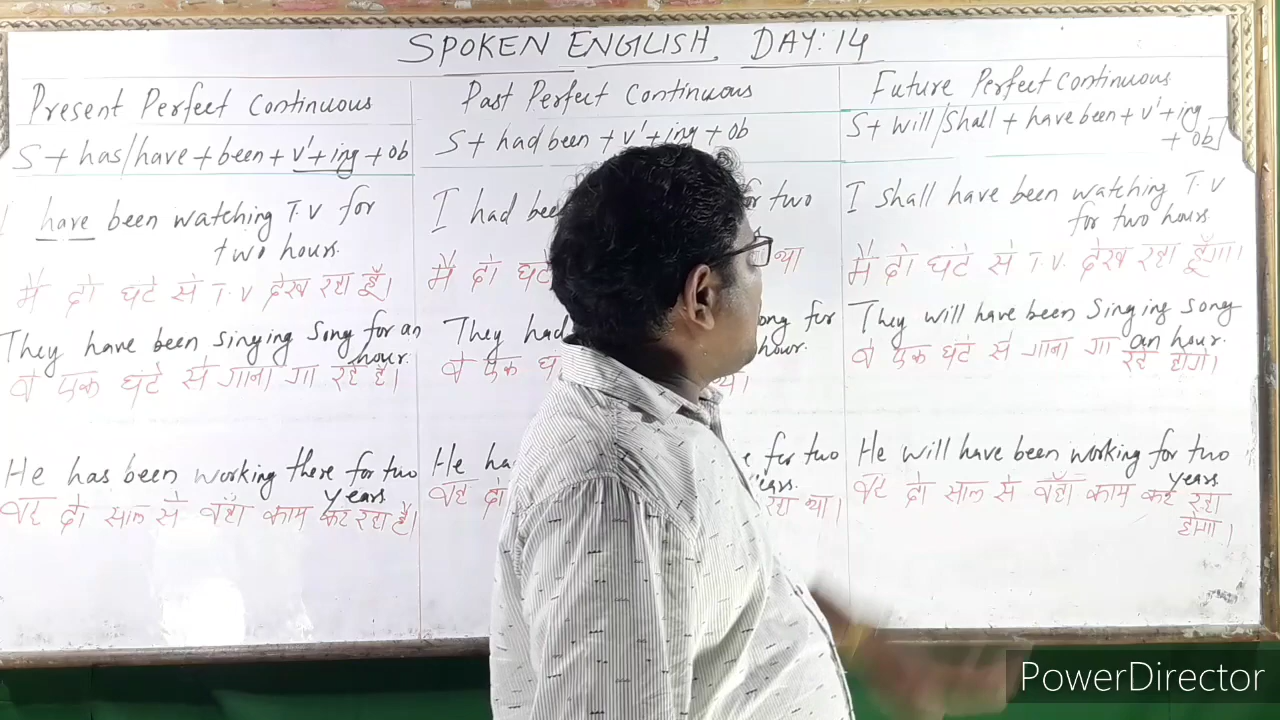 SPOKEN ENGLISH, DAY: 14
Present Perfect Continuous
S + has/have + been + v'+ing + ob
I have been watching T.V for
two hours.
मैं दो घंटे से T.V देख रहा हूँ।
They have been singing song for an
hour.
वे एक घंटे से गाना गा रहे हैं।
He has been working there for two
years
वह दो साल से वहाँ काम कर रहा है।
Past Perfect Continuous
S + had been + v'+ing + ob
I had for two
मैं दो था
They had song for
hour.
वे एक था।
He for two
years.
वह दो रहा था।
Future Perfect Continuous
S + will/Shall + have been + v'+ing
+ ob
I shall have been watching T.V
for two hours.
मैं दो घंटे से T.V. देख रहा हूँगा।
They will have been singing song
an hour.
वे एक घंटे से गाना गा रहे होंगे।
He will have been working for two
years
वह दो साल से वहाँ काम कर रहा
होगा।
PowerDirector